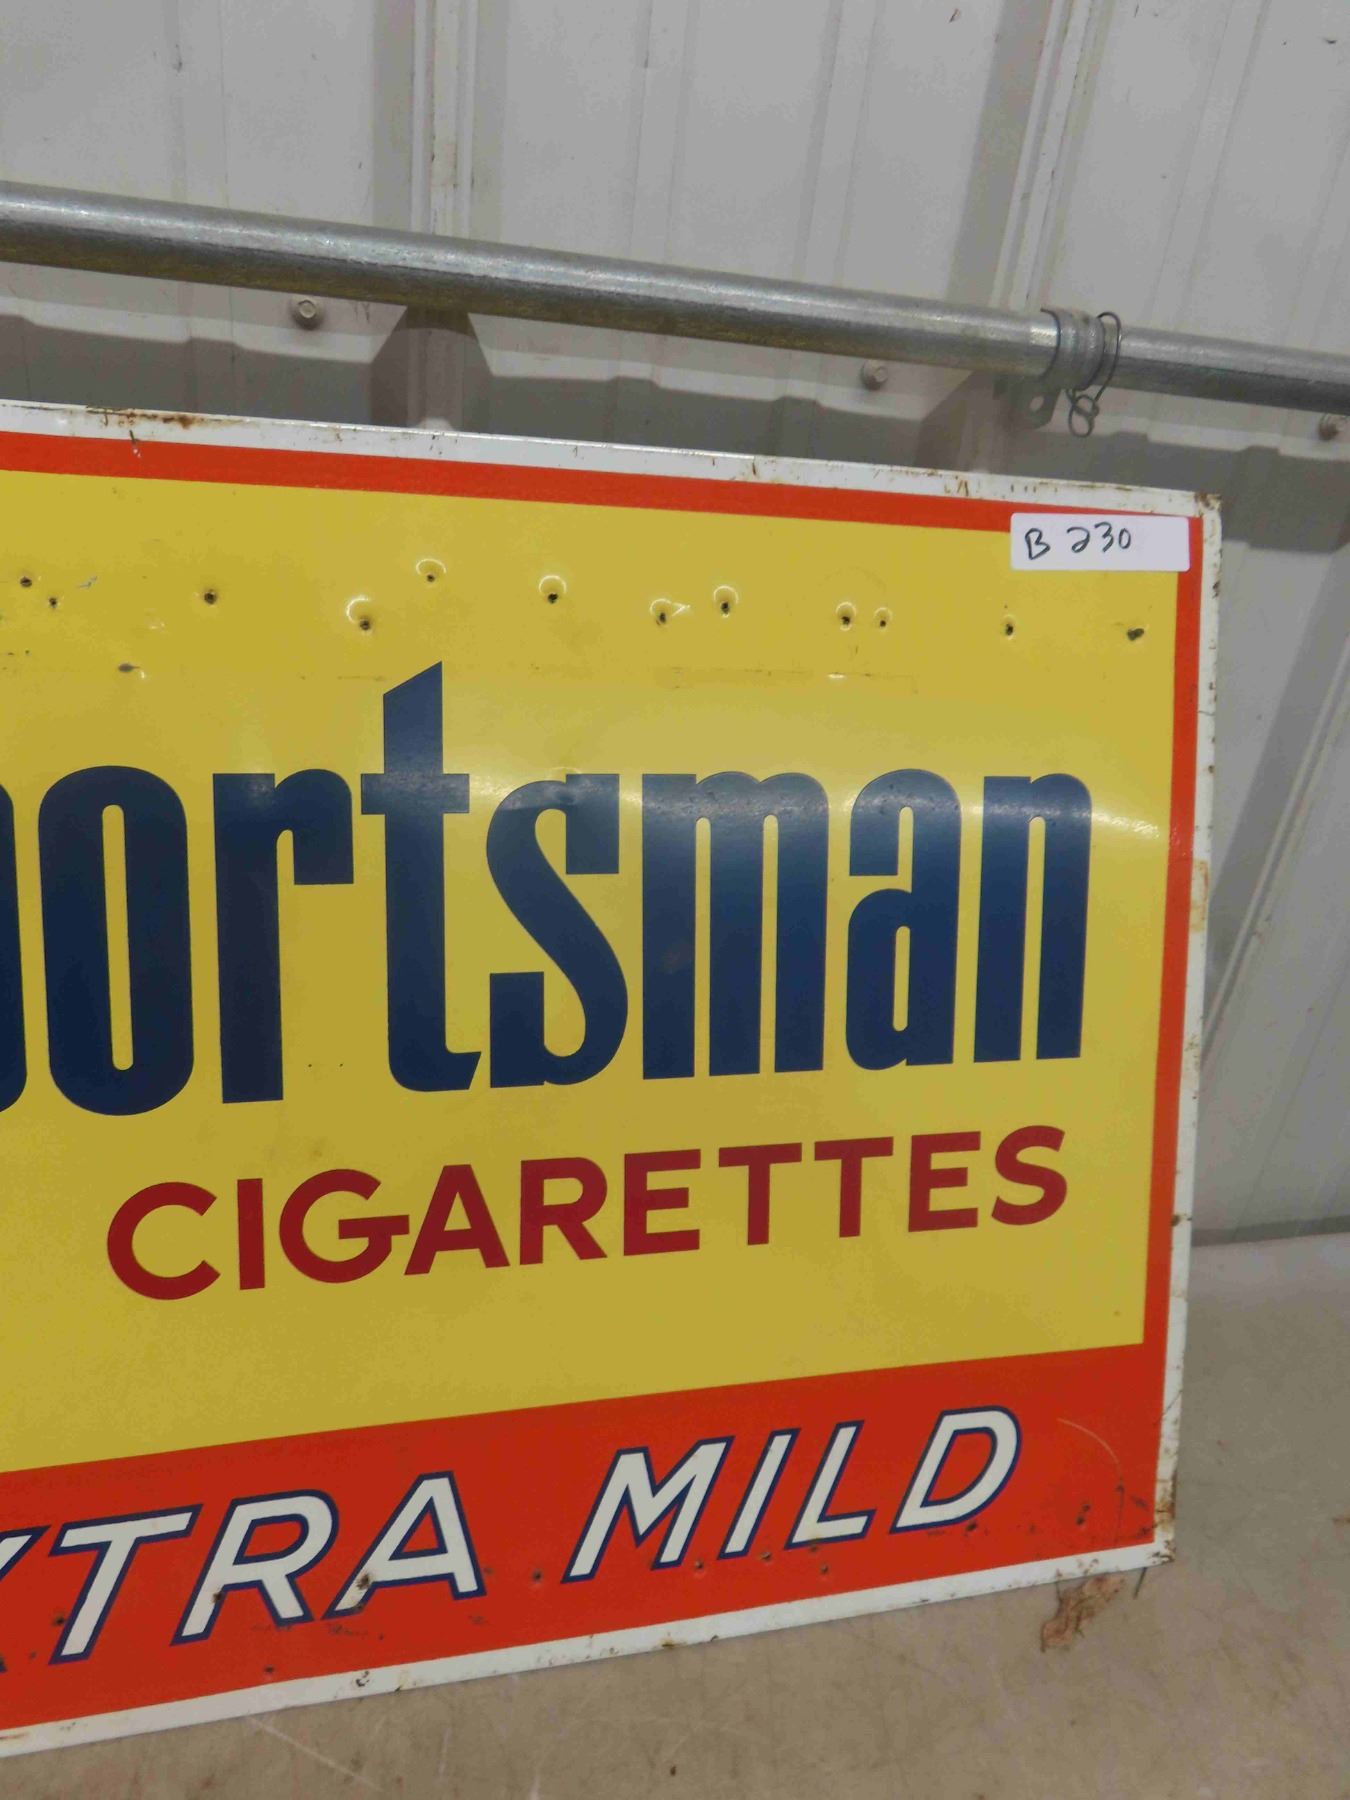 B 230
portsman
CIGARETTES
XTRA MILD